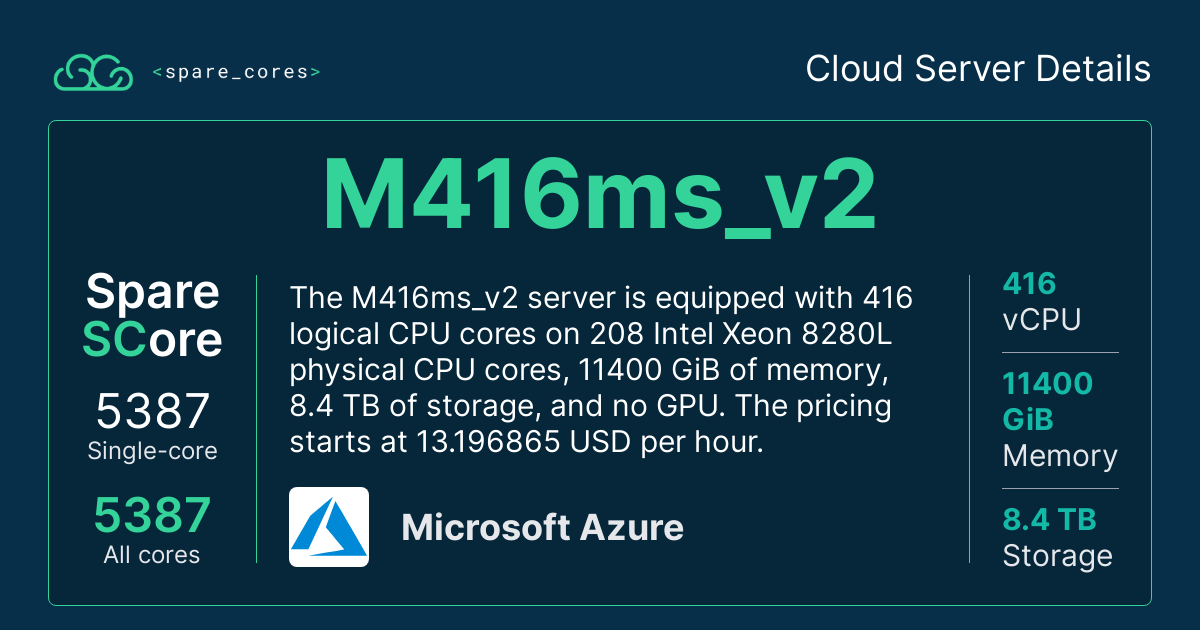 <spare_cores>
Cloud Server Details
M416ms_v2
Spare
SCore
5387
Single-core
5387
All cores
The M416ms_v2 server is equipped with 416
logical CPU cores on 208 Intel Xeon 8280L
physical CPU cores, 11400 GiB of memory,
8.4 TB of storage, and no GPU. The pricing
starts at 13.196865 USD per hour.
Microsoft Azure
416
vCPU
11400
GiB
Memory
8.4 TB
Storage